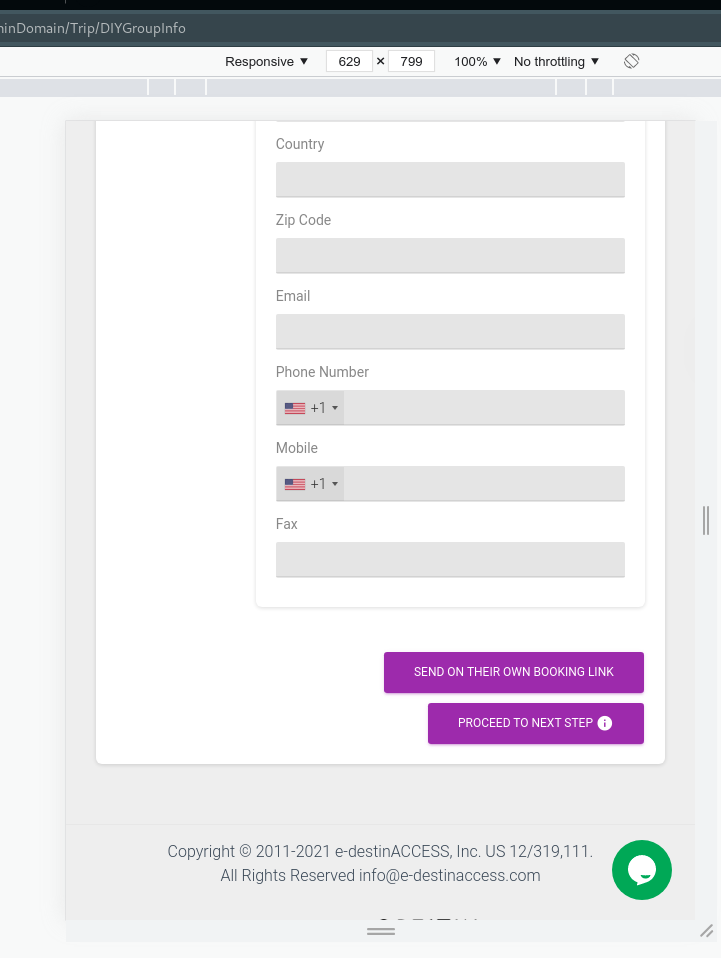 ninDomain/Trip/DIYGroupInfo
Responsive ▼ 629 × 799 100% ▼ No throttling ▼
Country
Zip Code
Email
Phone Number
+1
Mobile
+1
Fax
SEND ON THEIR OWN BOOKING LINK
PROCEED TO NEXT STEP
Copyright © 2011-2021 e-destinACCESS, Inc. US 12/319,111.
All Rights Reserved info@e-destinaccess.com